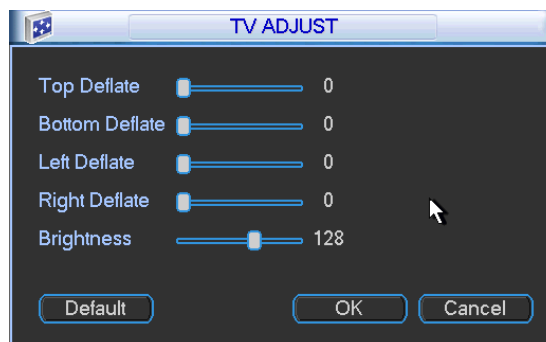 TV ADJUST
Top Deflate 0
Bottom Deflate 0
Left Deflate 0
Right Deflate 0
Brightness 128
Default OK Cancel